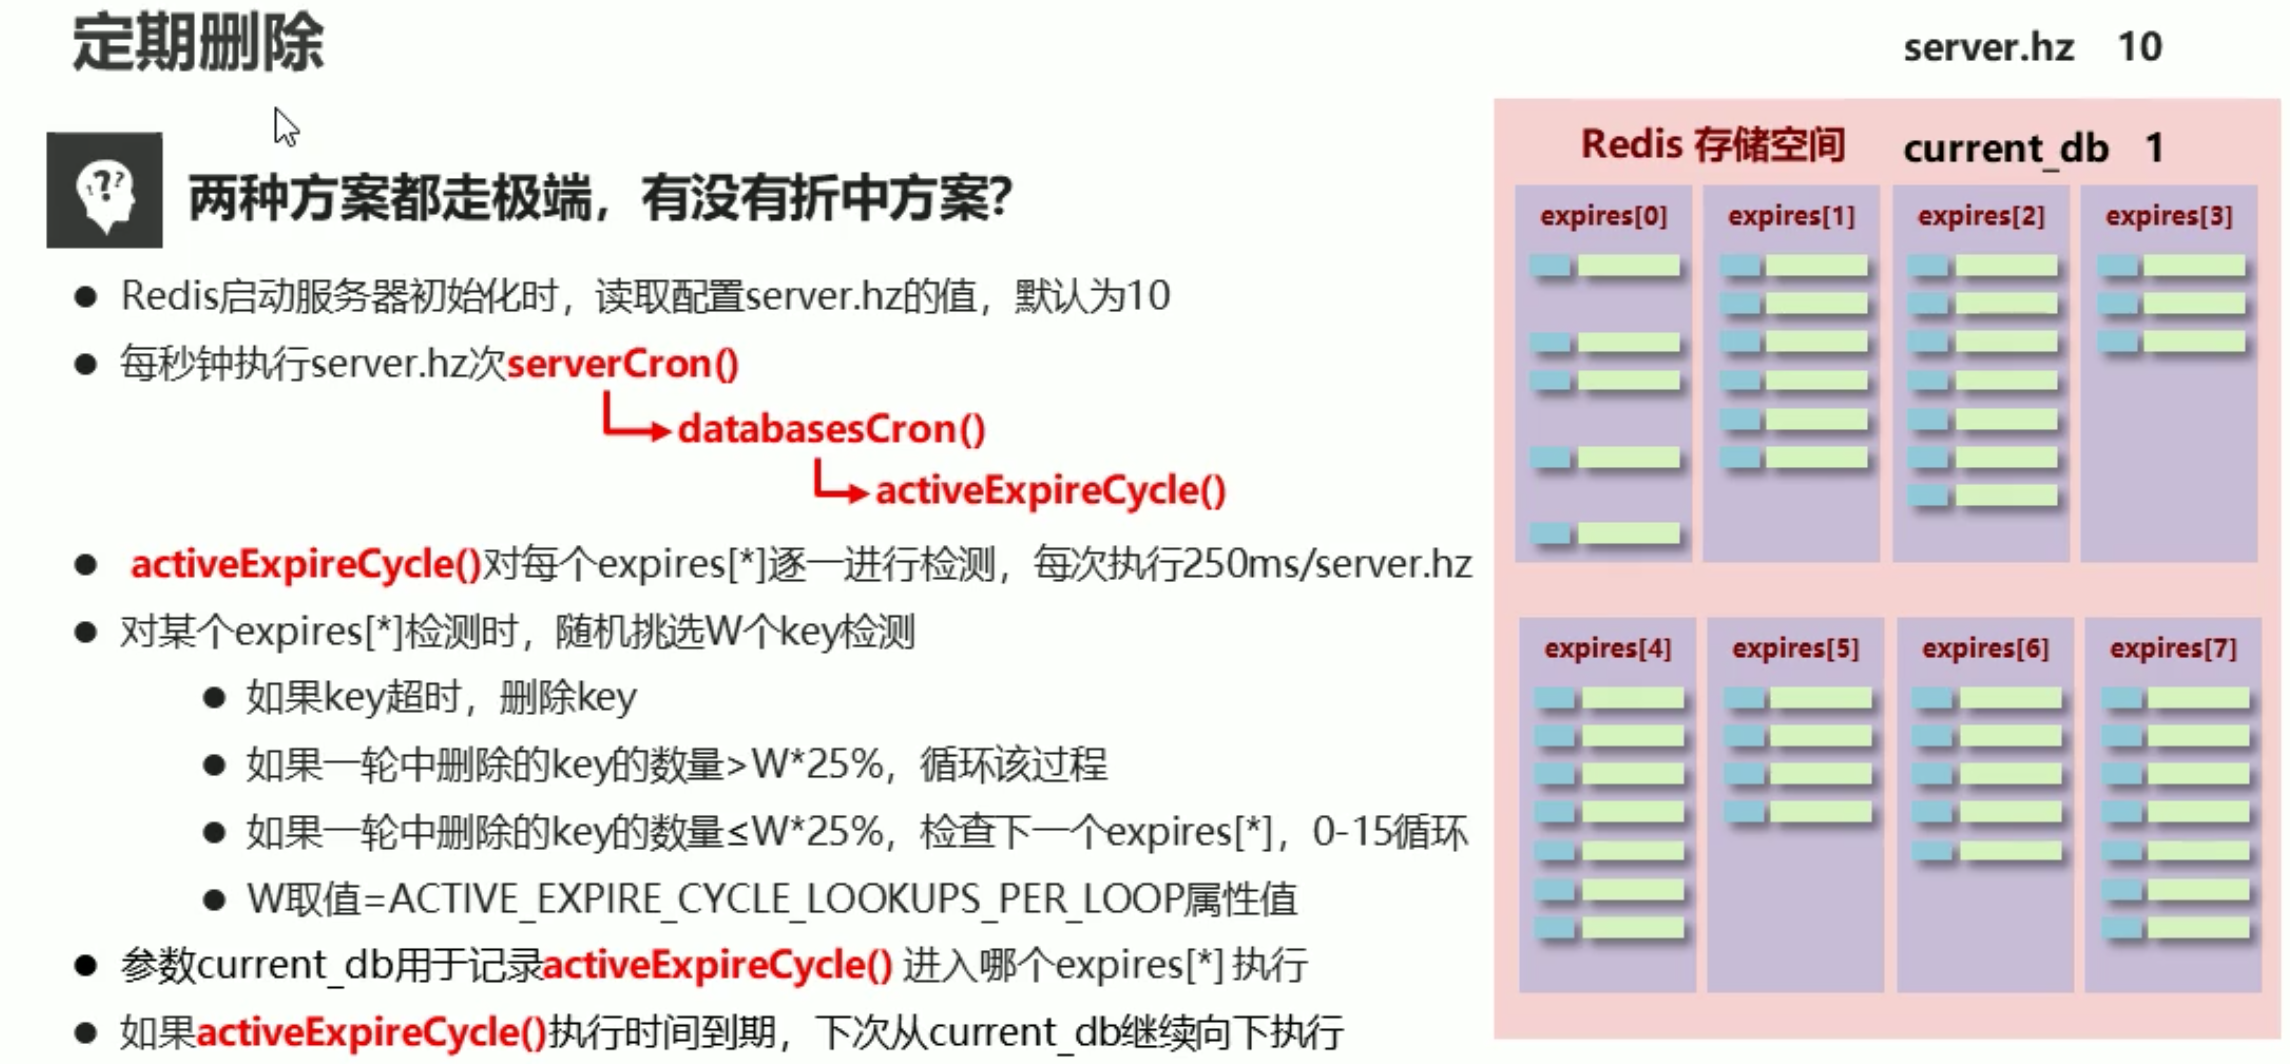 定期删除
server.hz 10
两种方案都走极端，有没有折中方案？
Redis启动服务器初始化时，读取配置server.hz的值，默认为10
每秒钟执行server.hz次serverCron()
databasesCron()
activeExpireCycle()
activeExpireCycle()对每个expires[*]逐一进行检测，每次执行250ms/server.hz
对某个expires[*]检测时，随机挑选W个key检测
如果key超时，删除key
如果一轮中删除的key的数量>W*25%，循环该过程
如果一轮中删除的key的数量≤W*25%，检查下一个expires[*]，0-15循环
W取值=ACTIVE_EXPIRE_CYCLE_LOOKUPS_PER_LOOP属性值
参数current_db用于记录activeExpireCycle() 进入哪个expires[*] 执行
如果activeExpireCycle()执行时间到期，下次从current_db继续向下执行
Redis 存储空间 current_db 1
expires[0] expires[1] expires[2] expires[3]
expires[4] expires[5] expires[6] expires[7]